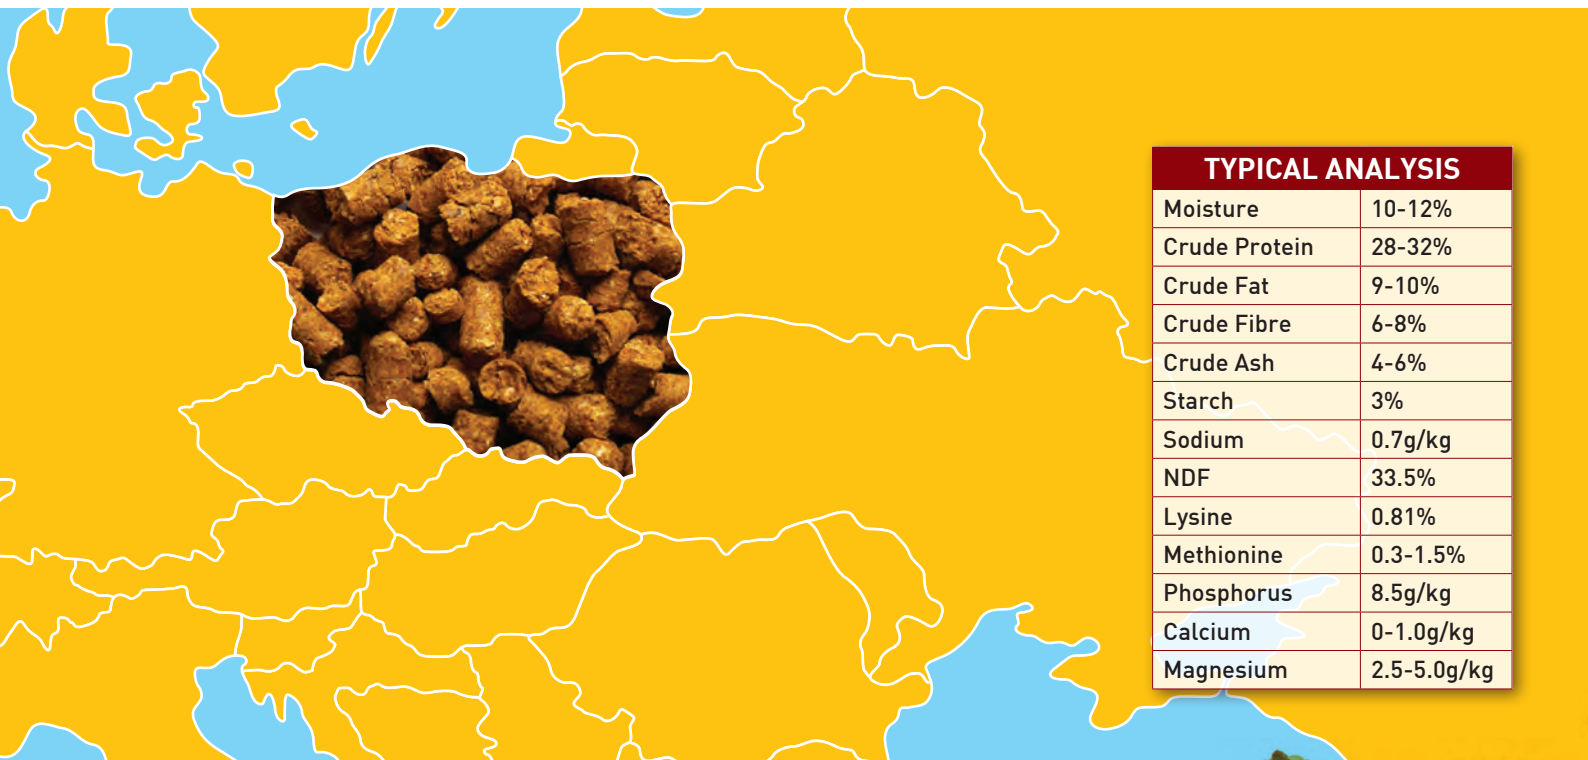 TYPICAL ANALYSIS
Moisture 10-12%
Crude Protein 28-32%
Crude Fat 9-10%
Crude Fibre 6-8%
Crude Ash 4-6%
Starch 3%
Sodium 0.7g/kg
NDF 33.5%
Lysine 0.81%
Methionine 0.3-1.5%
Phosphorus 8.5g/kg
Calcium 0-1.0g/kg
Magnesium 2.5-5.0g/kg